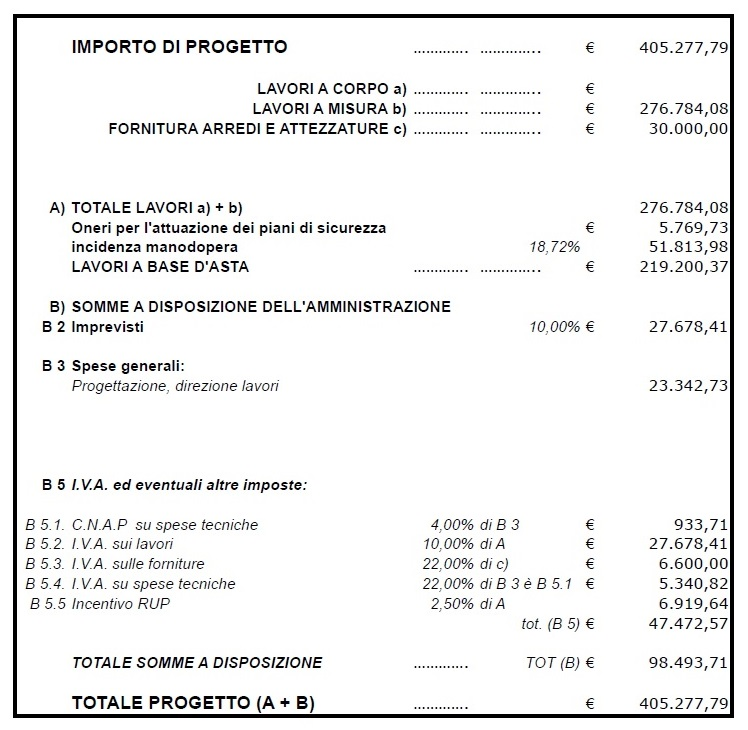 IMPORTO DI PROGETTO ............. .............. € 405.277,79
LAVORI A CORPO a) ............. .............. €
LAVORI A MISURA b) ............. .............. € 276.784,08
FORNITURA ARREDI E ATTEZZATURE c) ............. .............. € 30.000,00
A) TOTALE LAVORI a) + b) 276.784,08
Oneri per l'attuazione dei piani di sicurezza € 5.769,73
incidenza manodopera 18,72% 51.813,98
LAVORI A BASE D'ASTA ............. .............. € 219.200,37
B) SOMME A DISPOSIZIONE DELL'AMMINISTRAZIONE
B 2 Imprevisti 10,00% € 27.678,41
B 3 Spese generali:
Progettazione, direzione lavori 23.342,73
B 5 I.V.A. ed eventuali altre imposte:
B 5.1. C.N.A.P su spese tecniche 4,00% di B 3 € 933,71
B 5.2. I.V.A. sui lavori 10,00% di A € 27.678,41
B 5.3. I.V.A. sulle forniture 22,00% di c) € 6.600,00
B 5.4. I.V.A. su spese tecniche 22,00% di B 3 è B 5.1 € 5.340,82
B 5.5 Incentivo RUP 2,50% di A 6.919,64
tot. (B 5) € 47.472,57
TOTALE SOMME A DISPOSIZIONE ............. TOT (B) € 98.493,71
TOTALE PROGETTO (A + B) ............. € 405.277,79